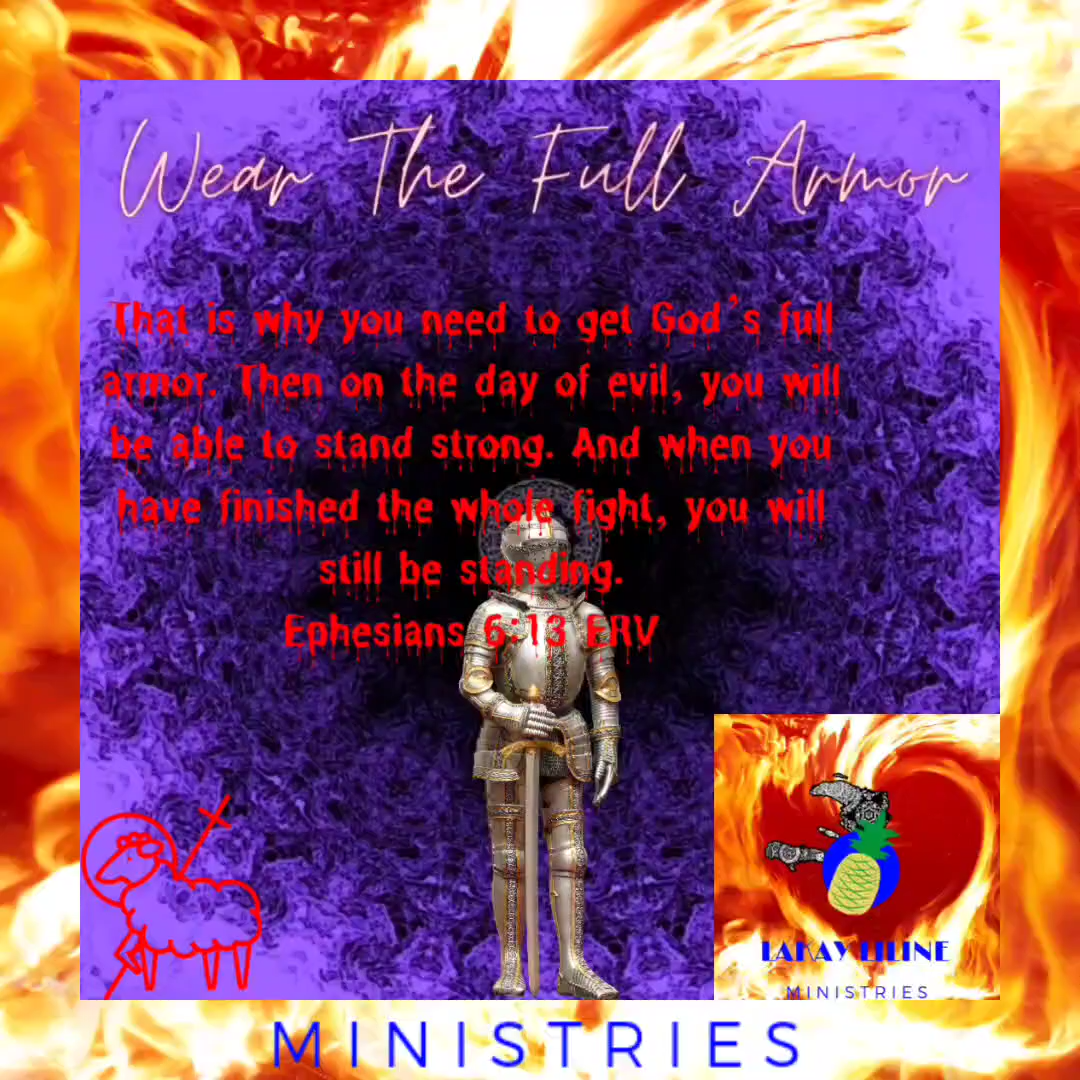 Wear The Full Armor
That is why you need to get God's full
armor. Then on the day of evil, you will
be able to stand strong. And when you
have finished the whole fight, you will
still be standing.
Ephesians 6:13 ERV
LAKAY LILINE
MINISTRIES
MINISTRIES